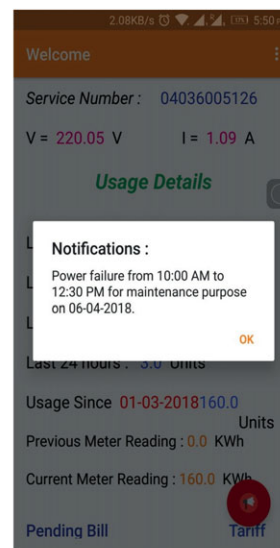 2.08KB/s 5:50
Welcome
Service Number : 04036005126
V = 220.05 V I = 1.09 A
Usage Details
Notifications :
Power failure from 10:00 AM to
12:30 PM for maintenance purpose
on 06-04-2018.
OK
Last 24 hours : 3.0 Units
Usage Since 01-03-2018160.0
Units
Previous Meter Reading : 0.0 KWh
Current Meter Reading : 160.0 KWh
Pending Bill Tariff